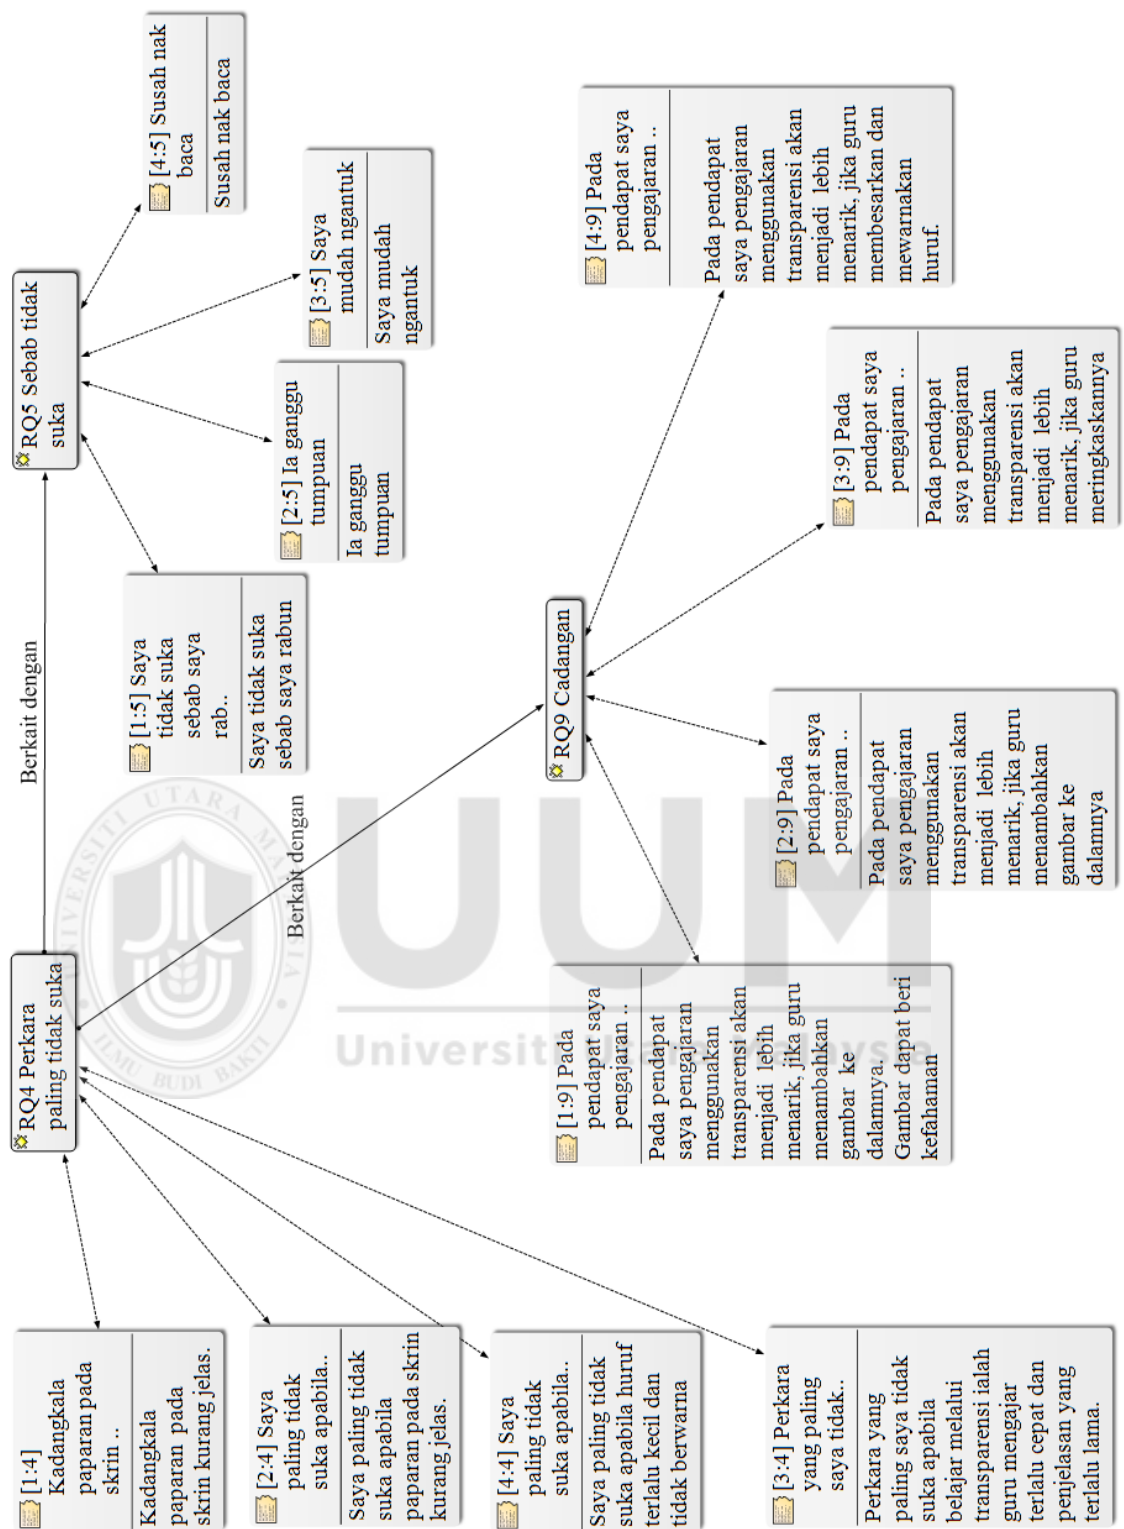 [1:4]
Kadangkala
paparan pada
skrin ..
Kadangkala
paparan pada
skrin kurang jelas.
[2:4] Saya
paling tidak
suka apabila..
Saya paling tidak
suka apabila
paparan pada skrin
kurang jelas.
[4:4] Saya
paling tidak
suka apabila..
Saya paling tidak
suka apabila huruf
terlalu kecil dan
tidak berwarna
[3:4] Perkara
yang paling
saya tidak..
Perkara yang
paling saya tidak
suka apabila
belajar melalui
transparensi ialah
guru mengajar
terlalu cepat dan
penjelasan yang
terlalu lama.
RQ4 Perkara
paling tidak suka
Berkait dengan
Berkait dengan
RQ5 Sebab tidak
suka
[1:5] Saya
tidak suka
sebab saya
rab..
Saya tidak suka
sebab saya rabun
[2:5] Ia ganggu
tumpuan
Ia ganggu
tumpuan
[3:5] Saya
mudah ngantuk
Saya mudah
ngantuk
[4:5] Susah nak
baca
Susah nak baca
RQ9 Cadangan
[1:9] Pada
pendapat saya
pengajaran ..
Pada pendapat
saya pengajaran
menggunakan
transparensi akan
menjadi lebih
menarik, jika guru
menambahkan
gambar ke
dalamnya.
Gambar dapat beri
kefahaman
[2:9] Pada
pendapat saya
pengajaran ..
Pada pendapat
saya pengajaran
menggunakan
transparensi akan
menjadi lebih
menarik, jika guru
menambahkan
gambar ke
dalamnya
[3:9] Pada
pendapat saya
pengajaran ..
Pada pendapat
saya pengajaran
menggunakan
transparensi akan
menjadi lebih
menarik, jika guru
meringkaskannya
[4:9] Pada
pendapat saya
pengajaran ..
Pada pendapat
saya pengajaran
menggunakan
transparensi akan
menjadi lebih
menarik, jika guru
membesarkan dan
mewarnakan
huruf.
UNIVERSITI UTARA MALAYSIA
ILMU BUDI BAKTI
UUM
Universiti Utara Malaysia